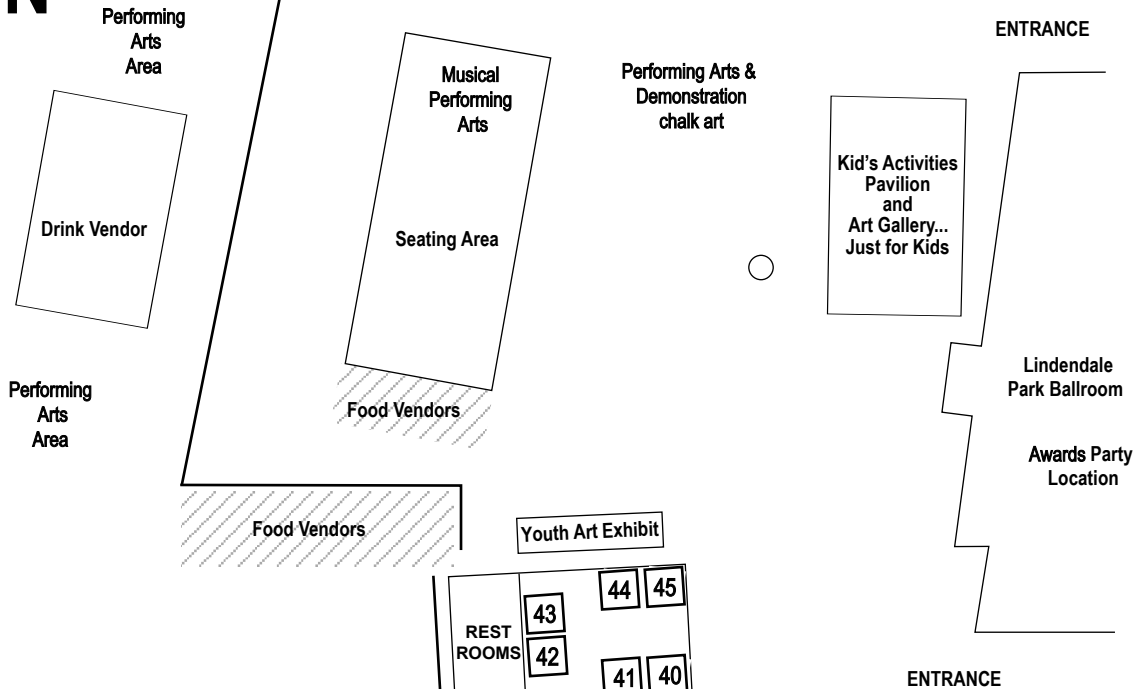 N
Performing
Arts
Area
ENTRANCE
Musical
Performing
Arts
Performing Arts &
Demonstration
chalk art
Kid's Activities
Pavilion
and
Art Gallery...
Just for Kids
Drink Vendor
Seating Area
Lindendale
Park Ballroom
Performing
Arts
Area
Food Vendors
Awards Party
Location
Food Vendors
Youth Art Exhibit
44
45
43
REST
ROOMS
42
41
40
ENTRANCE